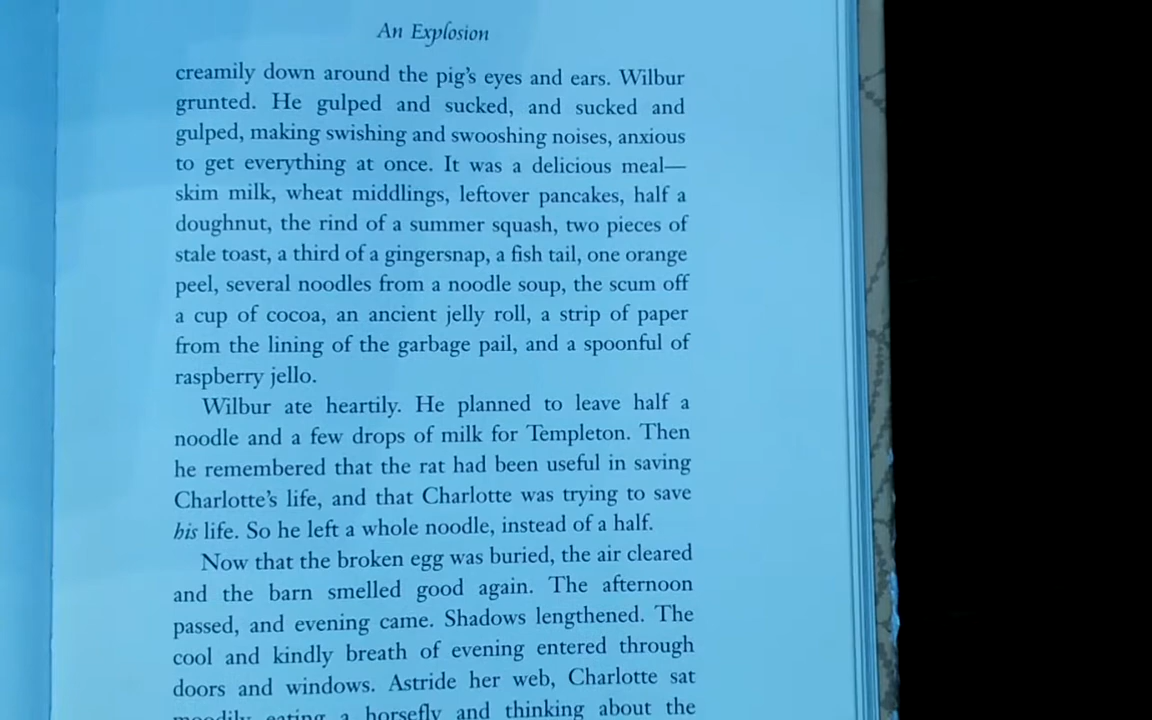 An Explosion
creamily down around the pig's eyes and ears. Wilbur
grunted. He gulped and sucked, and sucked and
gulped, making swishing and swooshing noises, anxious
to get everything at once. It was a delicious meal—
skim milk, wheat middlings, leftover pancakes, half a
doughnut, the rind of a summer squash, two pieces of
stale toast, a third of a gingersnap, a fish tail, one orange
peel, several noodles from a noodle soup, the scum off
a cup of cocoa, an ancient jelly roll, a strip of paper
from the lining of the garbage pail, and a spoonful of
raspberry jello.
Wilbur ate heartily. He planned to leave half a
noodle and a few drops of milk for Templeton. Then
he remembered that the rat had been useful in saving
Charlotte's life, and that Charlotte was trying to save
his life. So he left a whole noodle, instead of a half.
Now that the broken egg was buried, the air cleared
and the barn smelled good again. The afternoon
passed, and evening came. Shadows lengthened. The
cool and kindly breath of evening entered through
doors and windows. Astride her web, Charlotte sat
moodily eating a horsefly and thinking about the